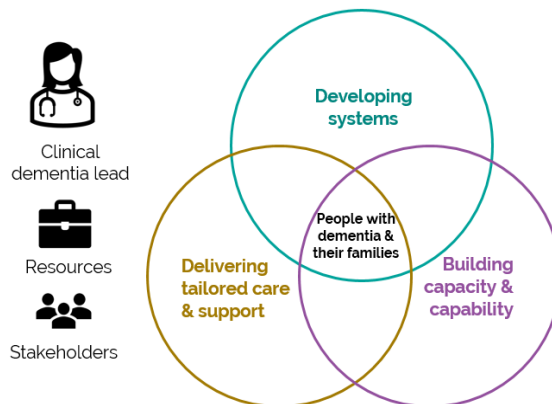 Clinical
dementia lead
Resources
Stakeholders
Developing
systems
People with
dementia &
their families
Delivering
tailored care
& support
Building
capacity &
capability